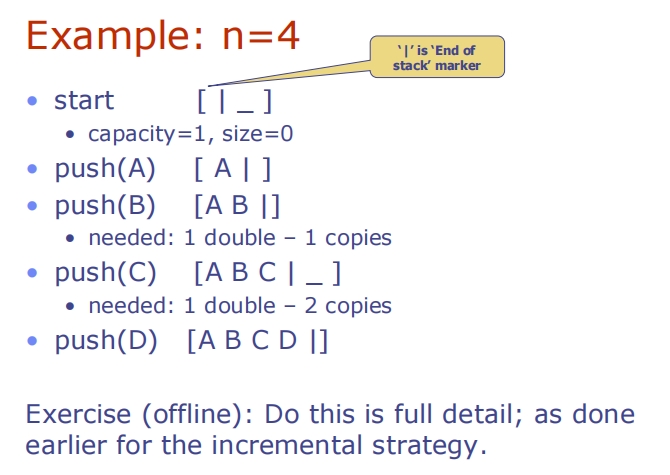 Example: n=4
‘|’ is ‘End of
stack’ marker
• start [ | _ ]
• capacity=1, size=0
• push(A) [ A | ]
• push(B) [A B |]
• needed: 1 double – 1 copies
• push(C) [A B C | _ ]
• needed: 1 double – 2 copies
• push(D) [A B C D |]
Exercise (offline): Do this is full detail; as done
earlier for the incremental strategy.